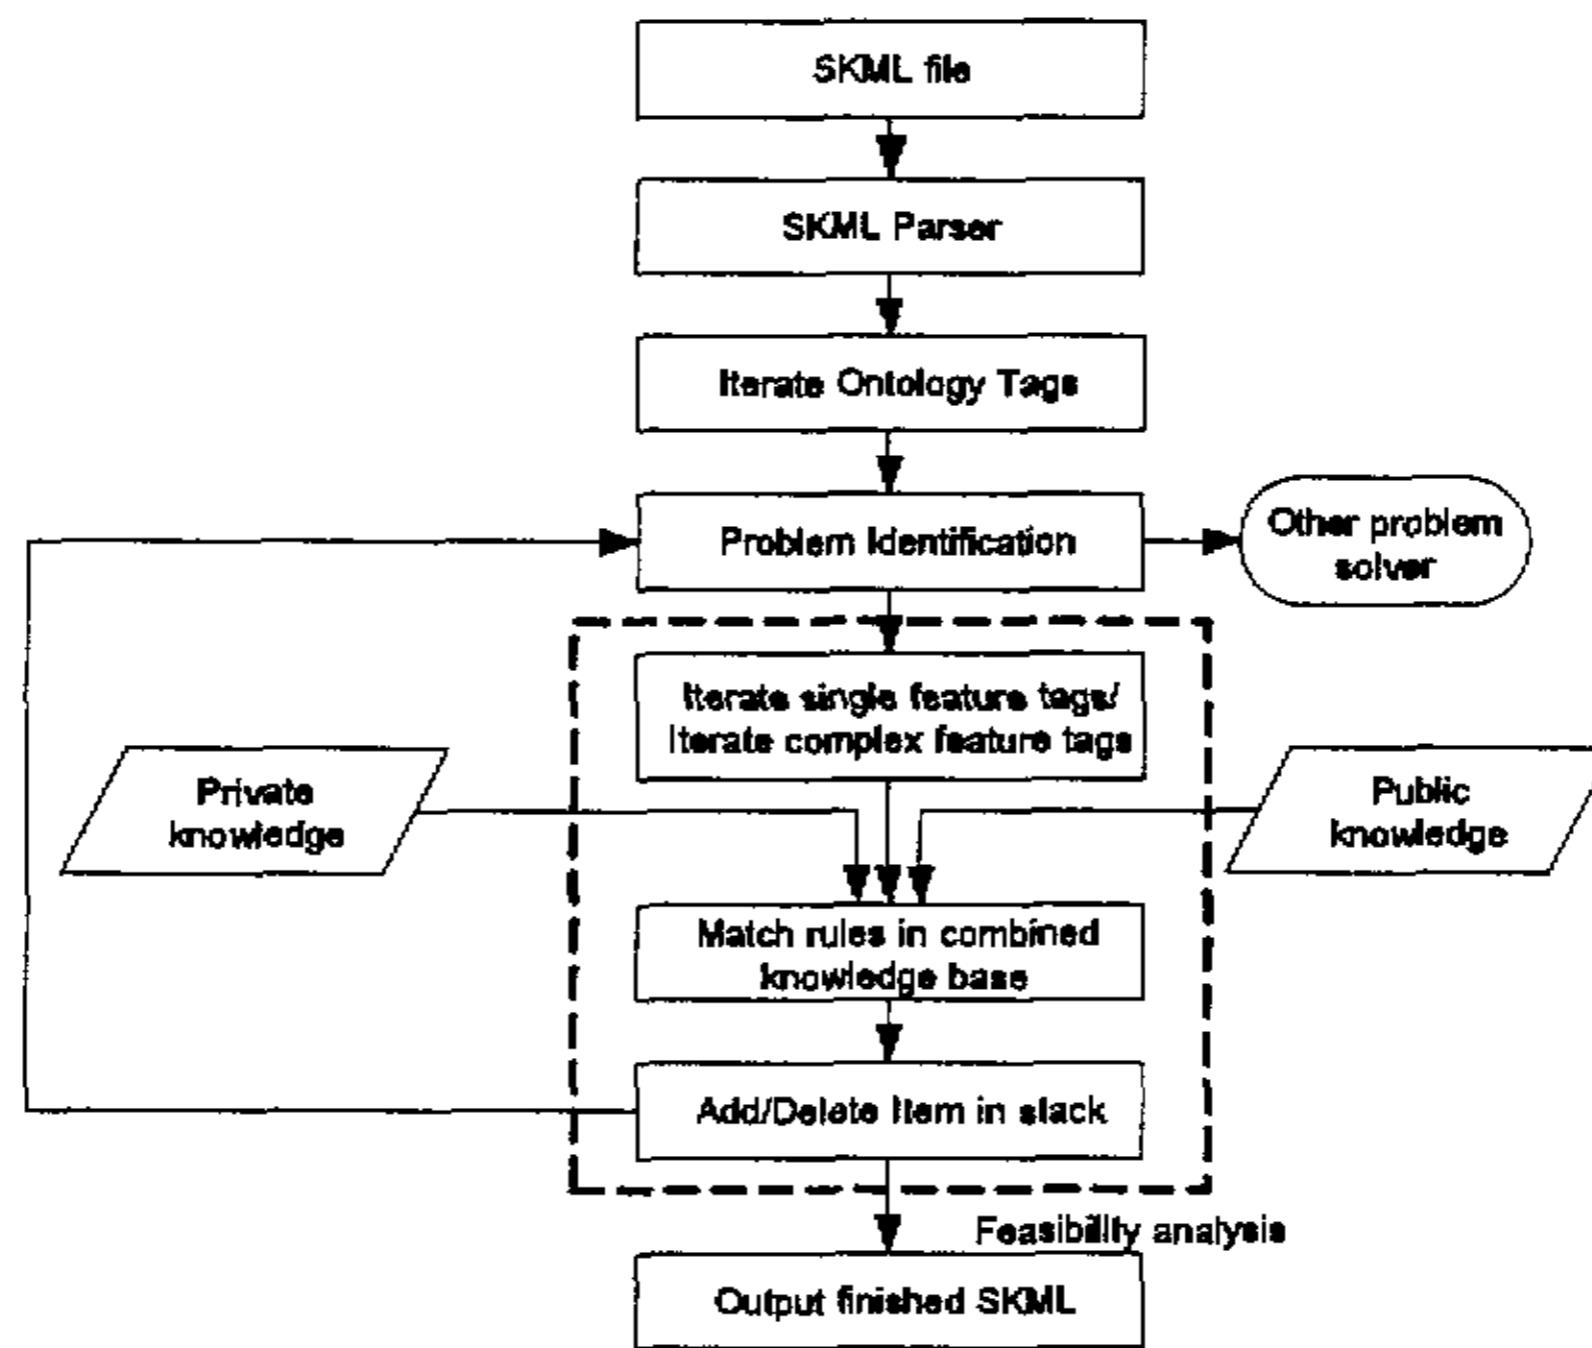 SKML file
SKML Parser
Iterate Ontology Tags
Problem Identification
Other problem
solver
Iterate single feature tags/
Iterate complex feature tags
Private
knowledge
Public
knowledge
Match rules in combined
knowledge base
Add/Delete Item in stack
Feasibility analysis
Output finished SKML